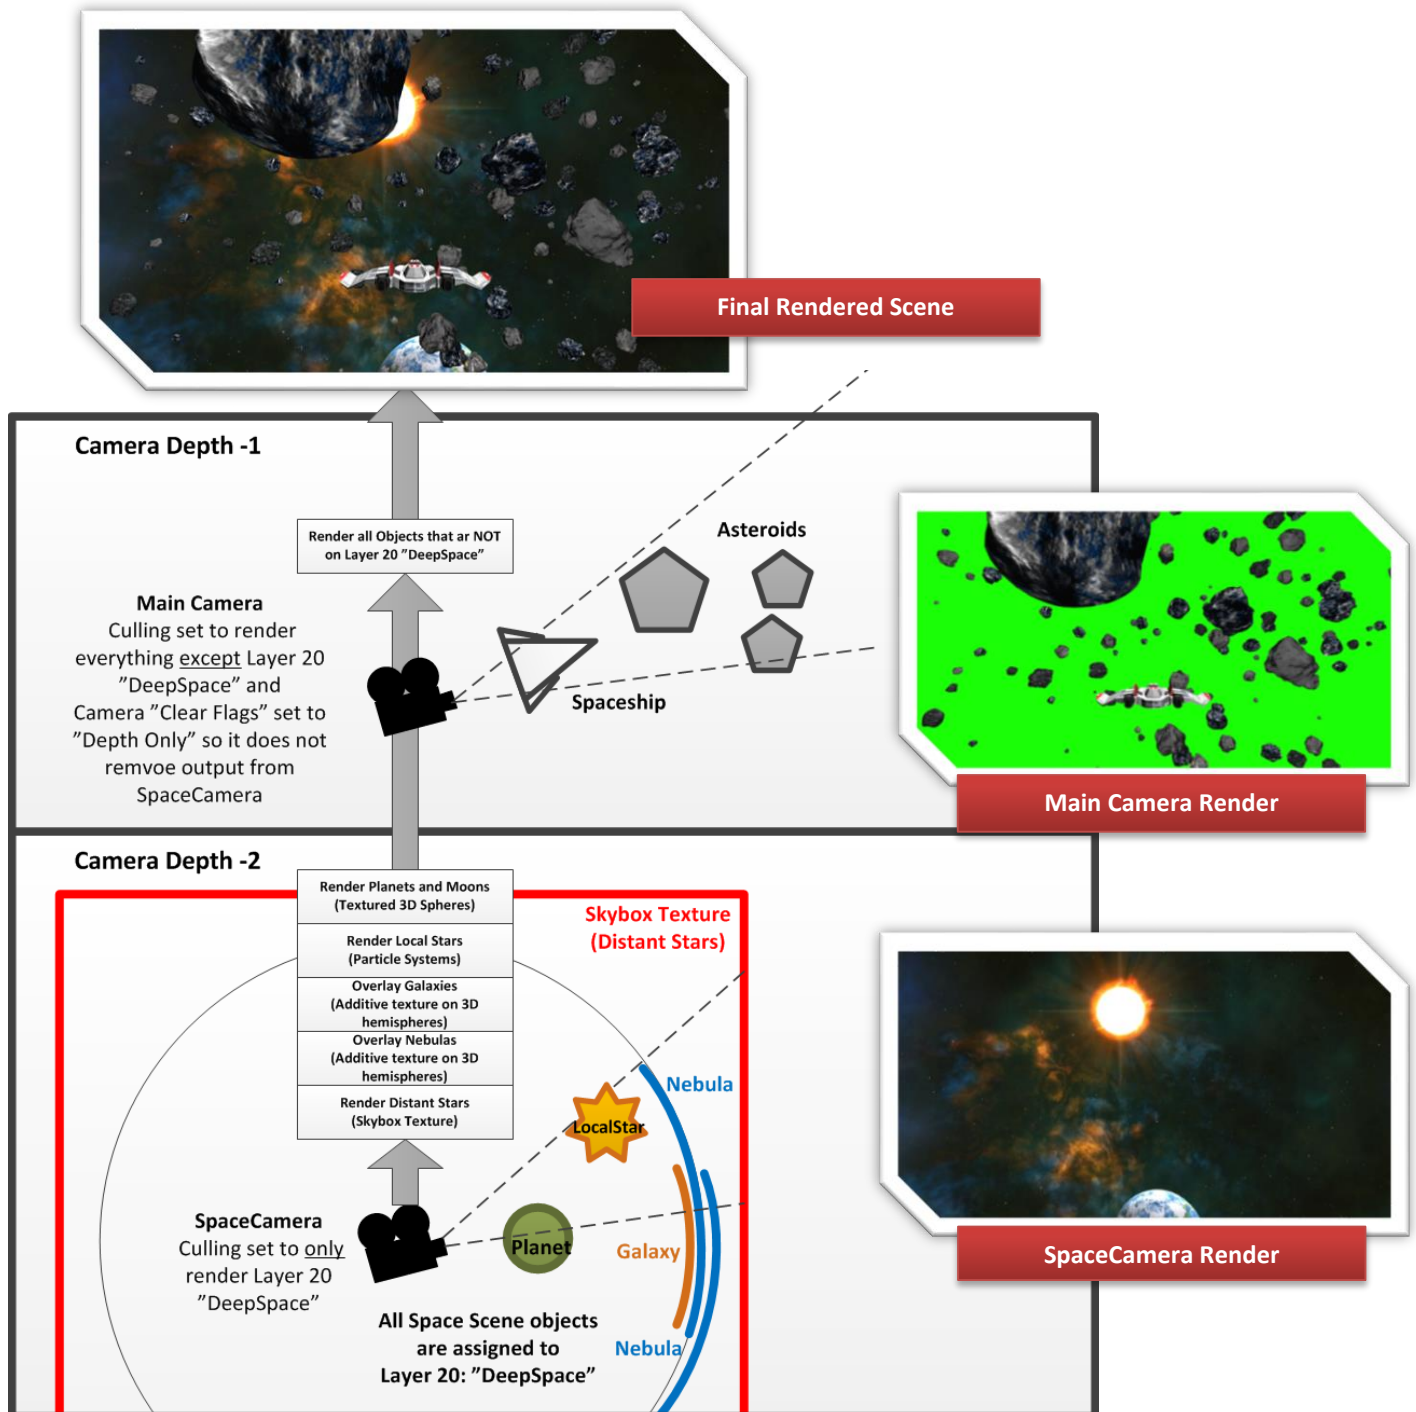 Final Rendered Scene
Camera Depth -1
Render all Objects that ar NOT
on Layer 20 ”DeepSpace”
Asteroids
Main Camera
Culling set to render
everything except Layer 20
”DeepSpace” and
Camera ”Clear Flags” set to
”Depth Only” so it does not
remvoe output from
SpaceCamera
Spaceship
Main Camera Render
Camera Depth -2
Render Planets and Moons
(Textured 3D Spheres)
Render Local Stars
(Particle Systems)
Overlay Galaxies
(Additive texture on 3D
hemispheres)
Overlay Nebulas
(Additive texture on 3D
hemispheres)
Render Distant Stars
(Skybox Texture)
Skybox Texture
(Distant Stars)
Nebula
LocalStar
SpaceCamera
Culling set to only
render Layer 20
”DeepSpace”
Planet
Galaxy
Nebula
All Space Scene objects
are assigned to
Layer 20: ”DeepSpace”
SpaceCamera Render